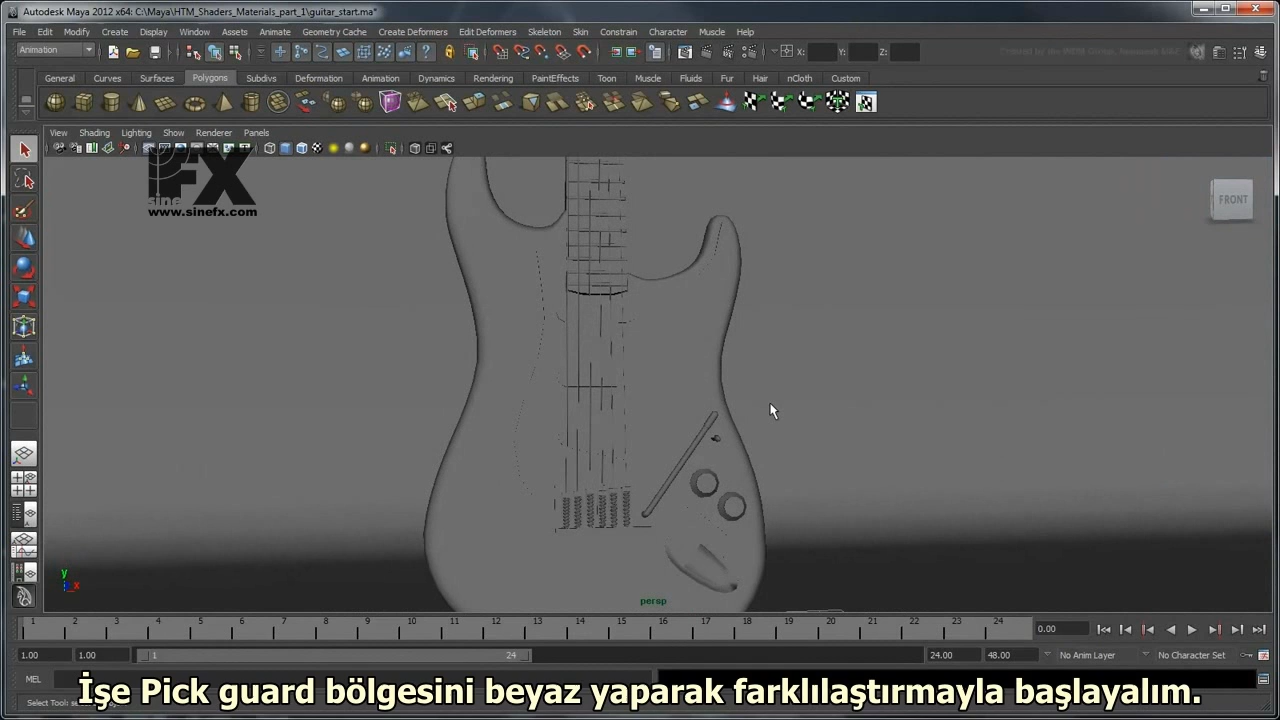 Autodesk Maya 2012 x64: C:\Maya\HTM_Shaders_Materials_part_1\guitar_start.ma*
File Edit Modify Create Display Window Assets Animate Geometry Cache Create Deformers Edit Deformers Skeleton Skin Constrain Character Muscle Help
Animation X: Y: Z:
General Curves Surfaces Polygons Subdivs Deformation Animation Dynamics Rendering PaintEffects Toon Muscle Fluids Fur Hair nCloth Custom
View Shading Lighting Show Renderer Panels
sineFX
www.sinefx.com
FRONT
y
x
persp
1 2 3 4 5 6 7 8 9 10 11 12 13 14 15 16 17 18 19 20 21 22 23 24 0.00
1.00 1.00 1 24 24.00 48.00 No Anim Layer No Character Set
MEL
İşe Pick guard bölgesini beyaz yaparak farklılaştırmayla başlayalım.
Select Tool: